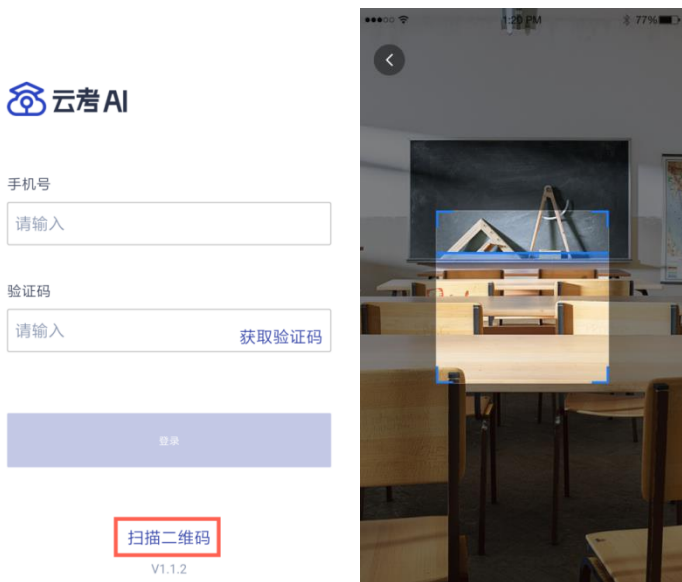 云考AI
手机号
请输入
验证码
请输入 获取验证码
登录
扫描二维码
V1.1.2
1:20 PM
77%